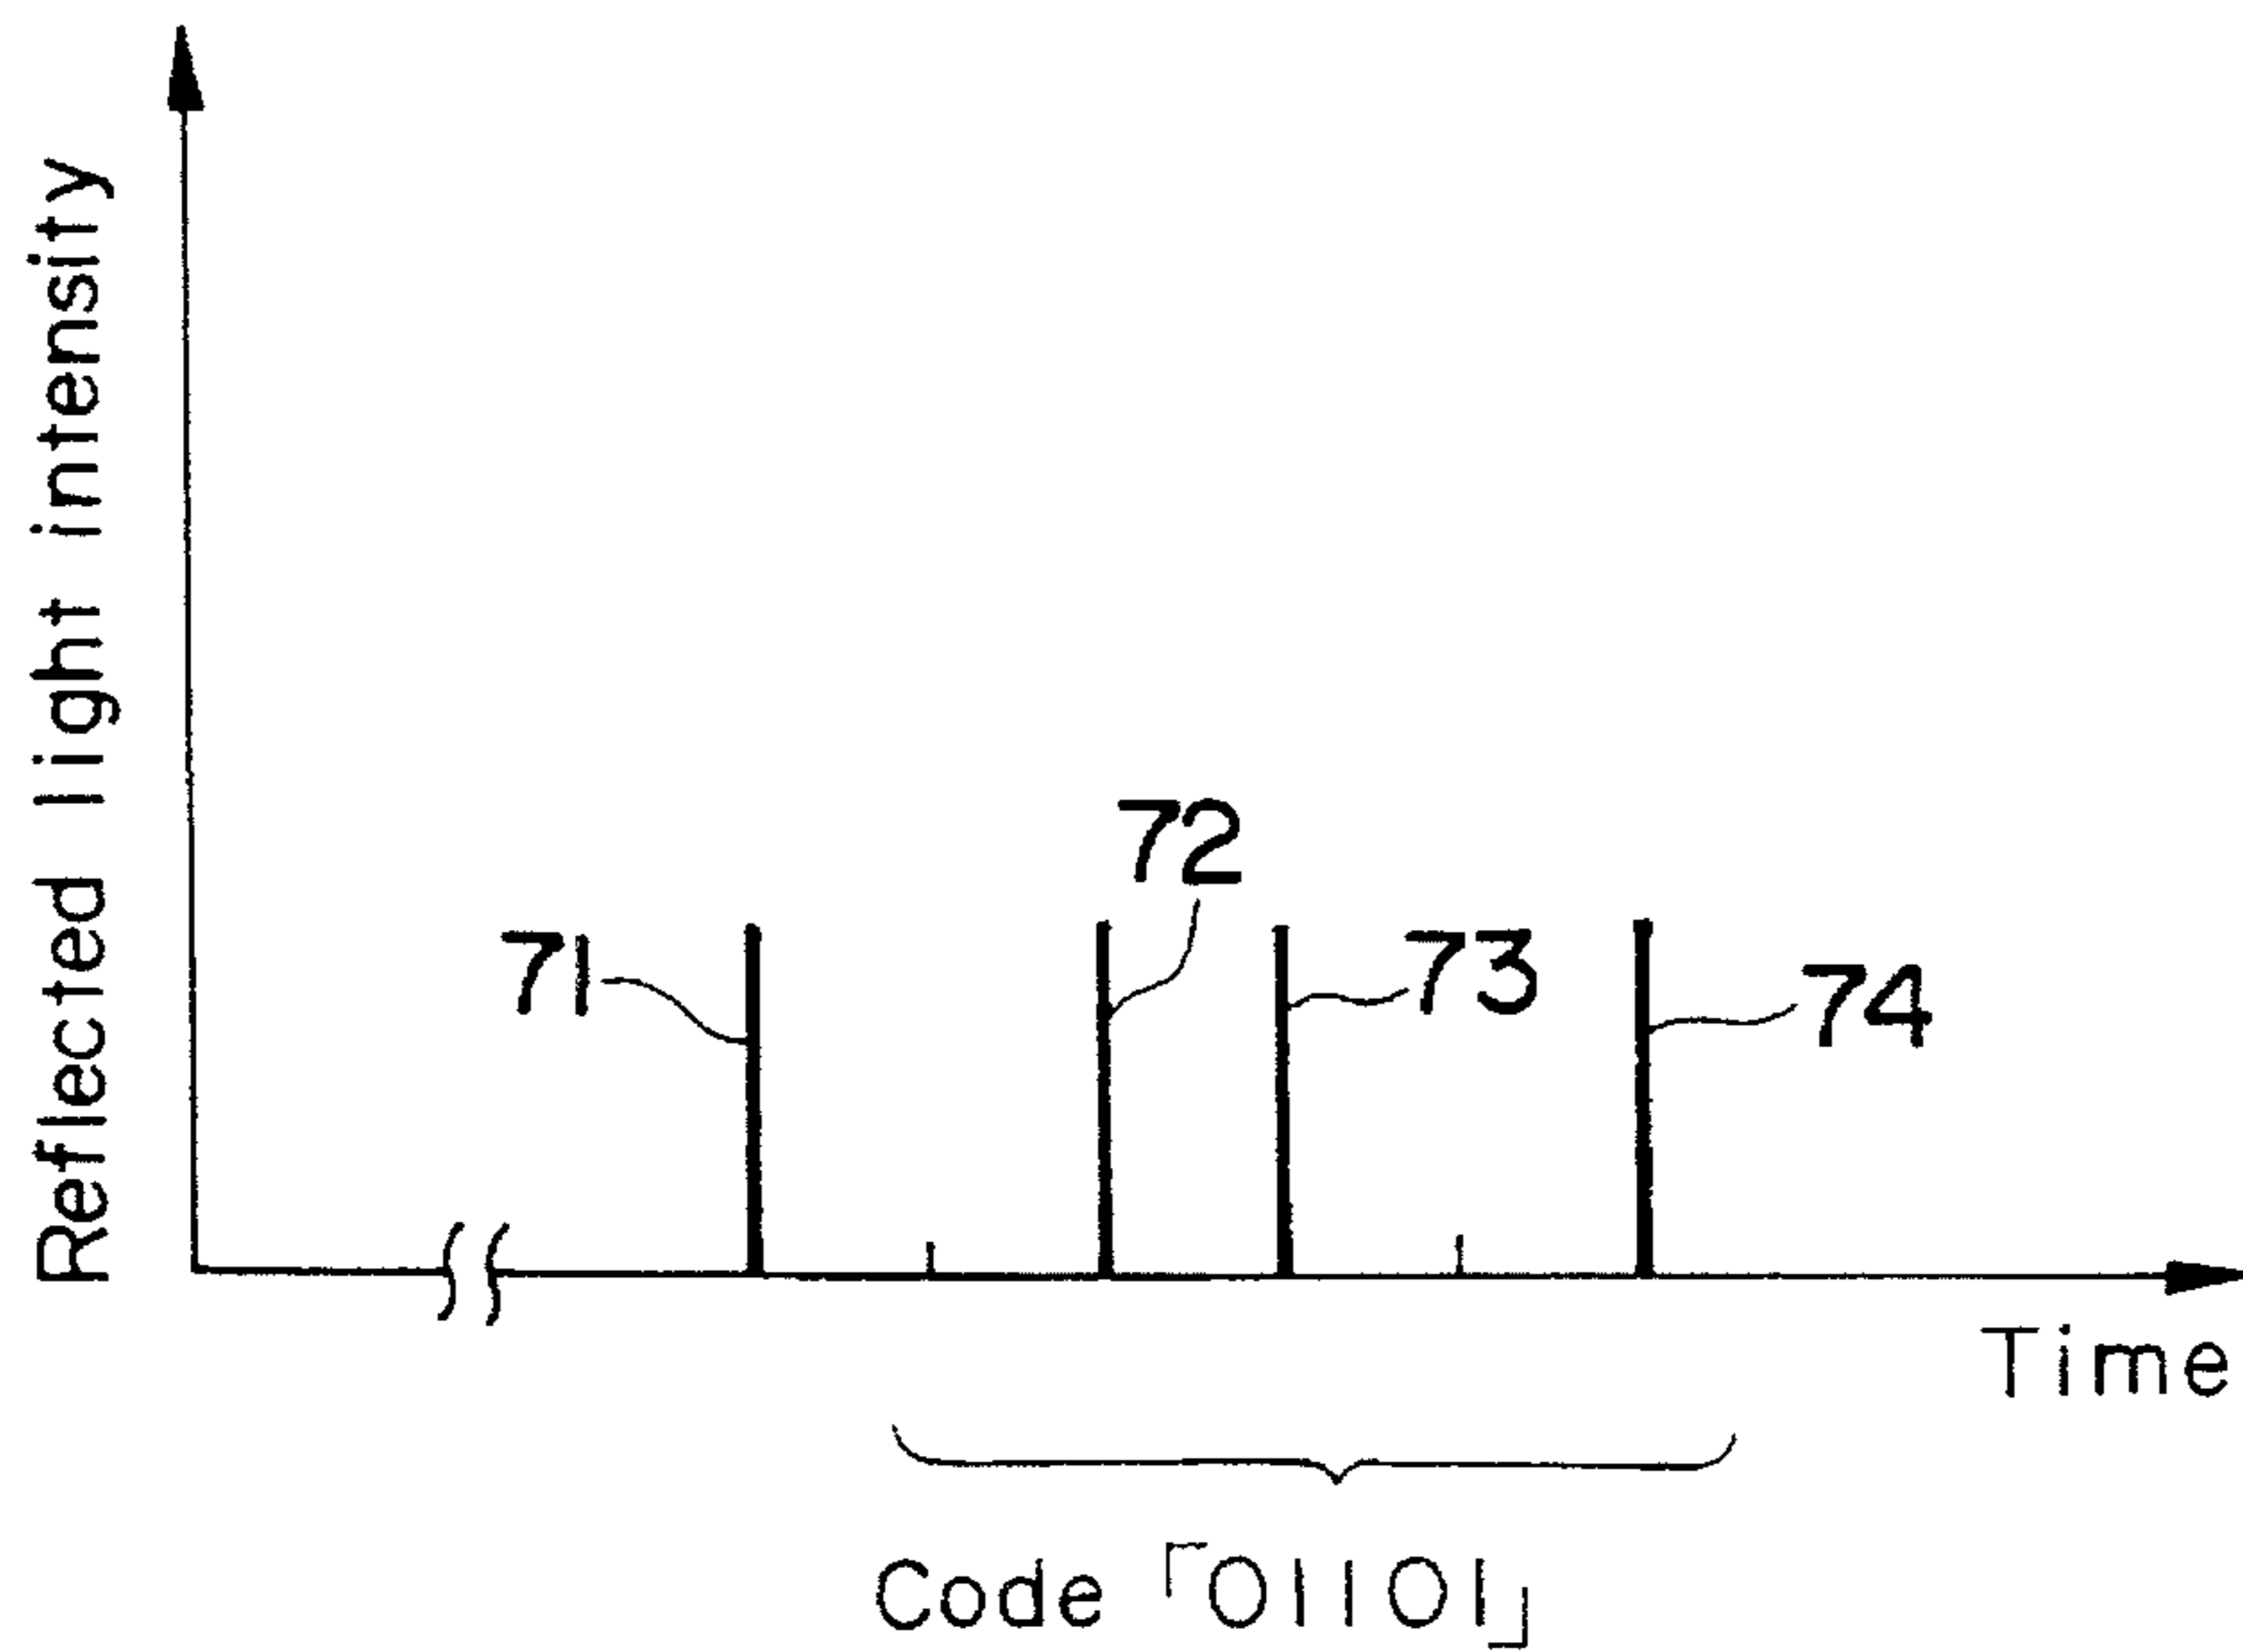 Reflected light intensity
72
71
73
74
Time
Code「01101」